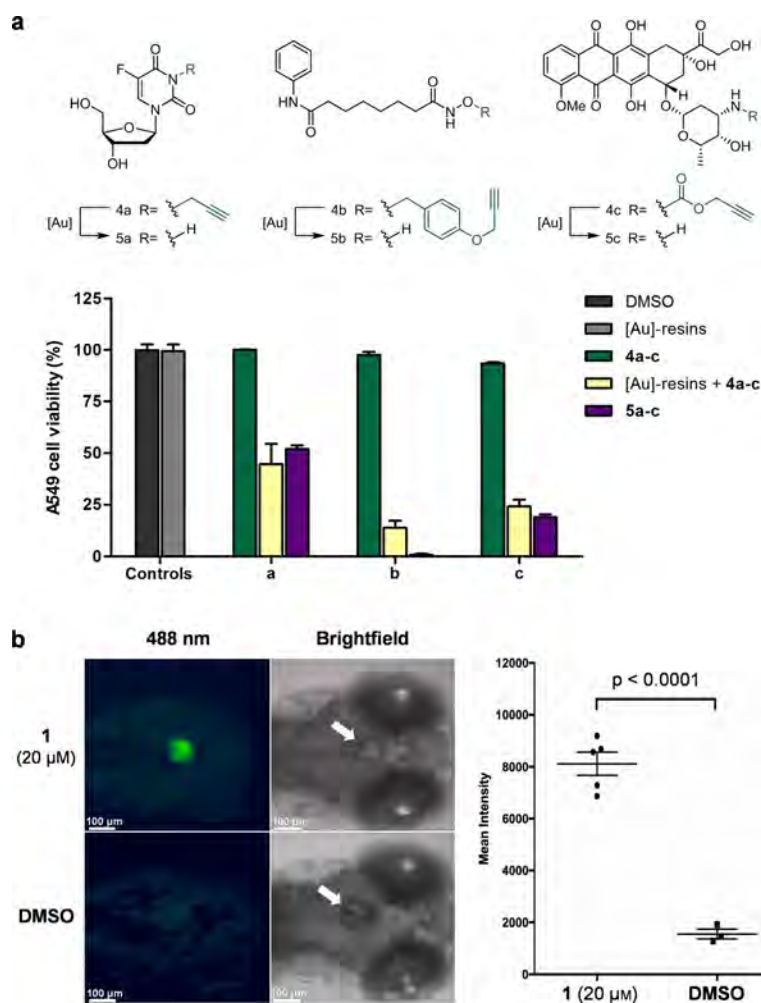 a
F
O
N
R
HO
O
N
O
OH
HN
O
O
N
H
O
R
O
OH
O
OH
OH
OMe
O
OH
O
O
HN
R
OH
[Au]
4a R=
5a R= H
[Au]
4b R=
O
5b R= H
[Au]
4c R=
O
O
5c R= H
A549 cell viability (%)
125
100
75
50
25
0
Controls
a
b
c
DMSO
[Au]-resins
4a-c
[Au]-resins + 4a-c
5a-c
b
488 nm
Brightfield
1
(20 µM)
100 µm
100 µm
DMSO
100 µm
100 µm
Mean Intensity
12000
10000
8000
6000
4000
2000
0
p < 0.0001
1 (20 µM)
DMSO